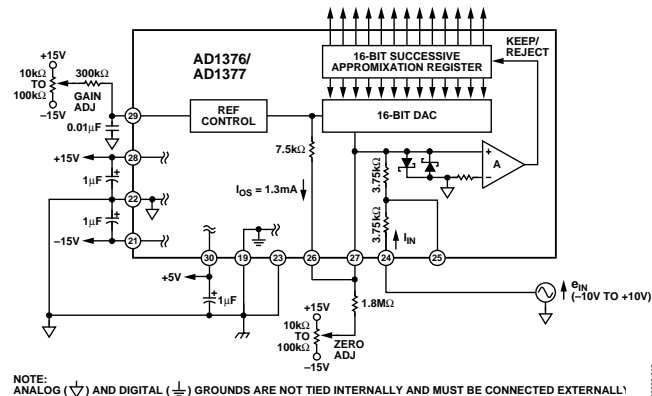 KEEP/
REJECT
AD1376/
AD1377
16-BIT SUCCESSIVE
APPROMIXATION REGISTER
+15V
10kΩ
TO
100kΩ
–15V
300kΩ
GAIN
ADJ
0.01µF
29
REF
CONTROL
16-BIT DAC
7.5kΩ
IOS = 1.3mA
3.75kΩ
3.75kΩ
IIN
+
–
A
+15V
28
+
1µF
22
+
1µF
–15V
21
30
19
23
26
27
24
25
+5V
+
1µF
1.8MΩ
eIN
(–10V TO +10V)
+15V
10kΩ
TO
100kΩ
–15V
ZERO
ADJ
NOTE:
ANALOG ( ) AND DIGITAL ( ) GROUNDS ARE NOT TIED INTERNALLY AND MUST BE CONNECTED EXTERNALLY